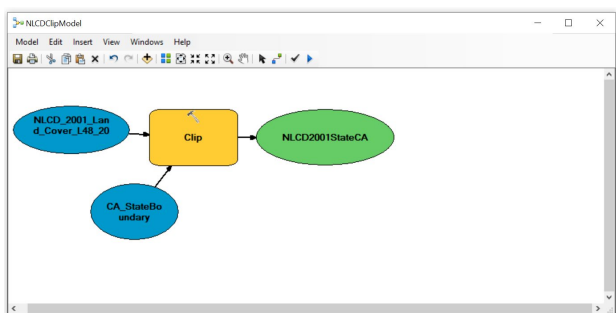 NLCDClipModel
Model Edit Insert View Windows Help
NLCD_2001_Lan
d_Cover_L48_20
Clip
NLCD2001StateCA
CA_StateBo
undary